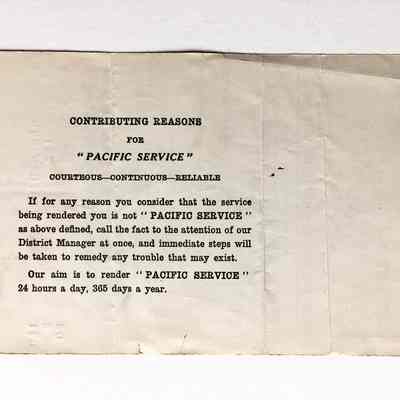 CONTRIBUTING REASONS
FOR
"PACIFIC SERVICE"
COURTEOUS—CONTINUOUS—RELIABLE
If for any reason you consider that the service
being rendered you is not "PACIFIC SERVICE"
as above defined, call the fact to the attention of our
District Manager at once, and immediate steps will
be taken to remedy any trouble that may exist.
Our aim is to render "PACIFIC SERVICE"
24 hours a day, 365 days a year.